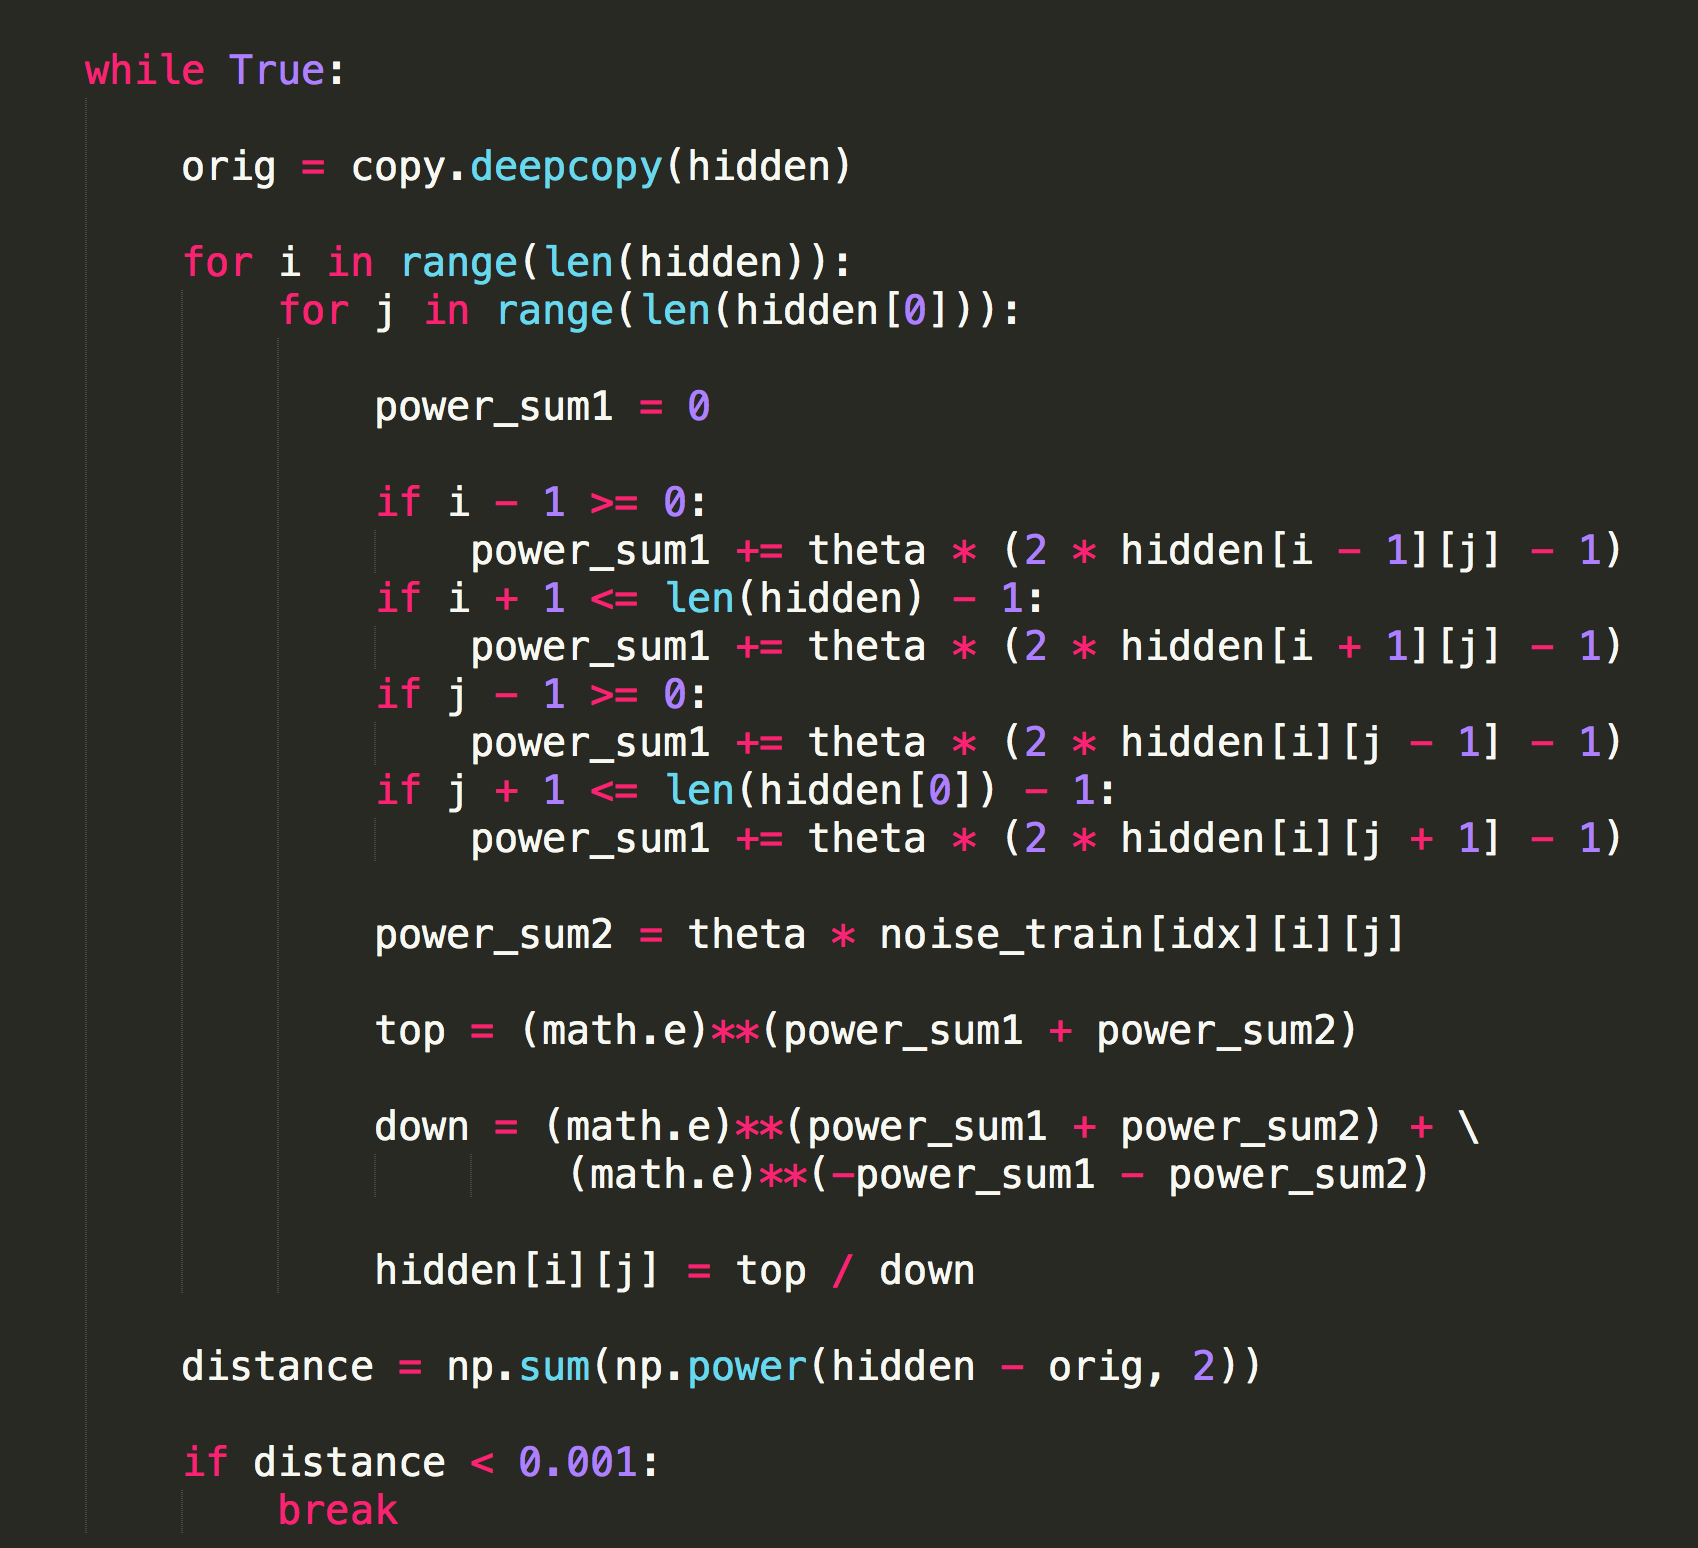 while True:
orig = copy.deepcopy(hidden)
for i in range(len(hidden)):
for j in range(len(hidden[0])):
power_sum1 = 0
if i - 1 >= 0:
power_sum1 += theta * (2 * hidden[i - 1][j] - 1)
if i + 1 <= len(hidden) - 1:
power_sum1 += theta * (2 * hidden[i + 1][j] - 1)
if j - 1 >= 0:
power_sum1 += theta * (2 * hidden[i][j - 1] - 1)
if j + 1 <= len(hidden[0]) - 1:
power_sum1 += theta * (2 * hidden[i][j + 1] - 1)
power_sum2 = theta * noise_train[idx][i][j]
top = (math.e)**(power_sum1 + power_sum2)
down = (math.e)**(power_sum1 + power_sum2) + \
(math.e)**(-power_sum1 - power_sum2)
hidden[i][j] = top / down
distance = np.sum(np.power(hidden - orig, 2))
if distance < 0.001:
break